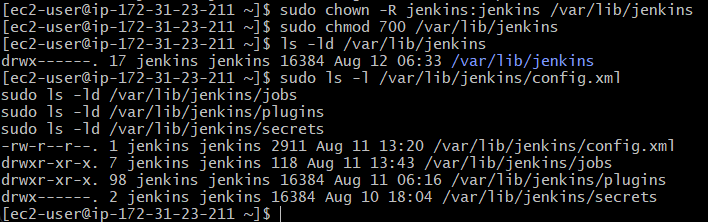 [ec2-user@ip-172-31-23-211 ~]$ sudo chown -R jenkins:jenkins /var/lib/jenkins
[ec2-user@ip-172-31-23-211 ~]$ sudo chmod 700 /var/lib/jenkins
[ec2-user@ip-172-31-23-211 ~]$ ls -ld /var/lib/jenkins
drwx------. 17 jenkins jenkins 16384 Aug 12 06:33 /var/lib/jenkins
[ec2-user@ip-172-31-23-211 ~]$ sudo ls -l /var/lib/jenkins/config.xml
sudo ls -ld /var/lib/jenkins/jobs
sudo ls -ld /var/lib/jenkins/plugins
sudo ls -ld /var/lib/jenkins/secrets
-rw-r--r--. 1 jenkins jenkins 2911 Aug 11 13:20 /var/lib/jenkins/config.xml
drwxr-xr-x. 7 jenkins jenkins 118 Aug 11 13:43 /var/lib/jenkins/jobs
drwxr-xr-x. 98 jenkins jenkins 16384 Aug 11 06:16 /var/lib/jenkins/plugins
drwx------. 2 jenkins jenkins 16384 Aug 10 18:04 /var/lib/jenkins/secrets
[ec2-user@ip-172-31-23-211 ~]$